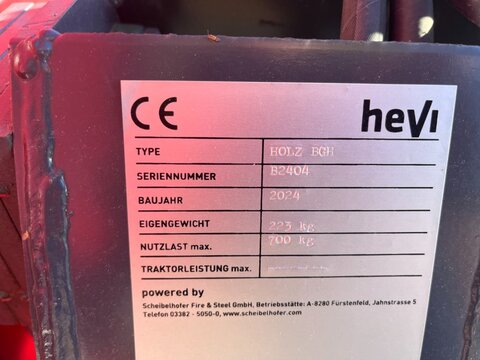 CE hevi
TYPE HOLZ BGH
SERIENNUMMER B2404
BAUJAHR 2024
EIGENGEWICHT 223 kg
NUTZLAST max. 700 kg
TRAKTORLEISTUNG max.
powered by
Scheibelhofer Fire & Steel GmbH, Betriebsstätte: A-8280 Fürstenfeld, Jahnstrasse 5
Telefon 03382 - 5050-0, www.scheibelhofer.com